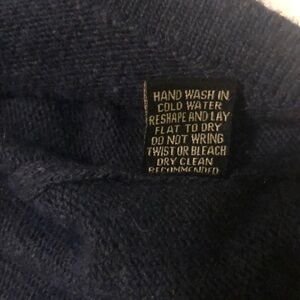 HAND WASH IN
COLD WATER
RESHAPE AND LAY
FLAT TO DRY
DO NOT WRING
TWIST OR BLEACH
DRY CLEAN
RECOMMENDED